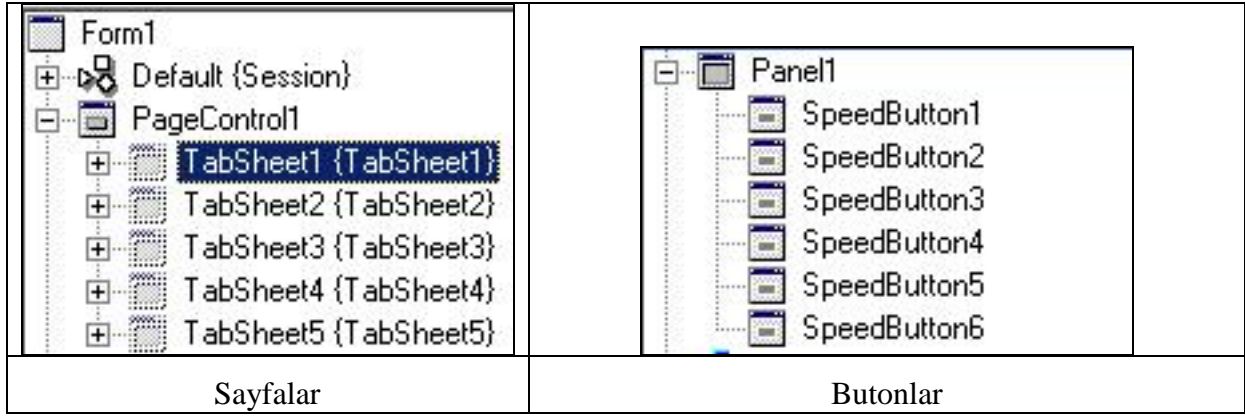 Form1
Default {Session}
PageControl1
TabSheet1 {TabSheet1}
TabSheet2 {TabSheet2}
TabSheet3 {TabSheet3}
TabSheet4 {TabSheet4}
TabSheet5 {TabSheet5}
Sayfalar
Panel1
SpeedButton1
SpeedButton2
SpeedButton3
SpeedButton4
SpeedButton5
SpeedButton6
Butonlar